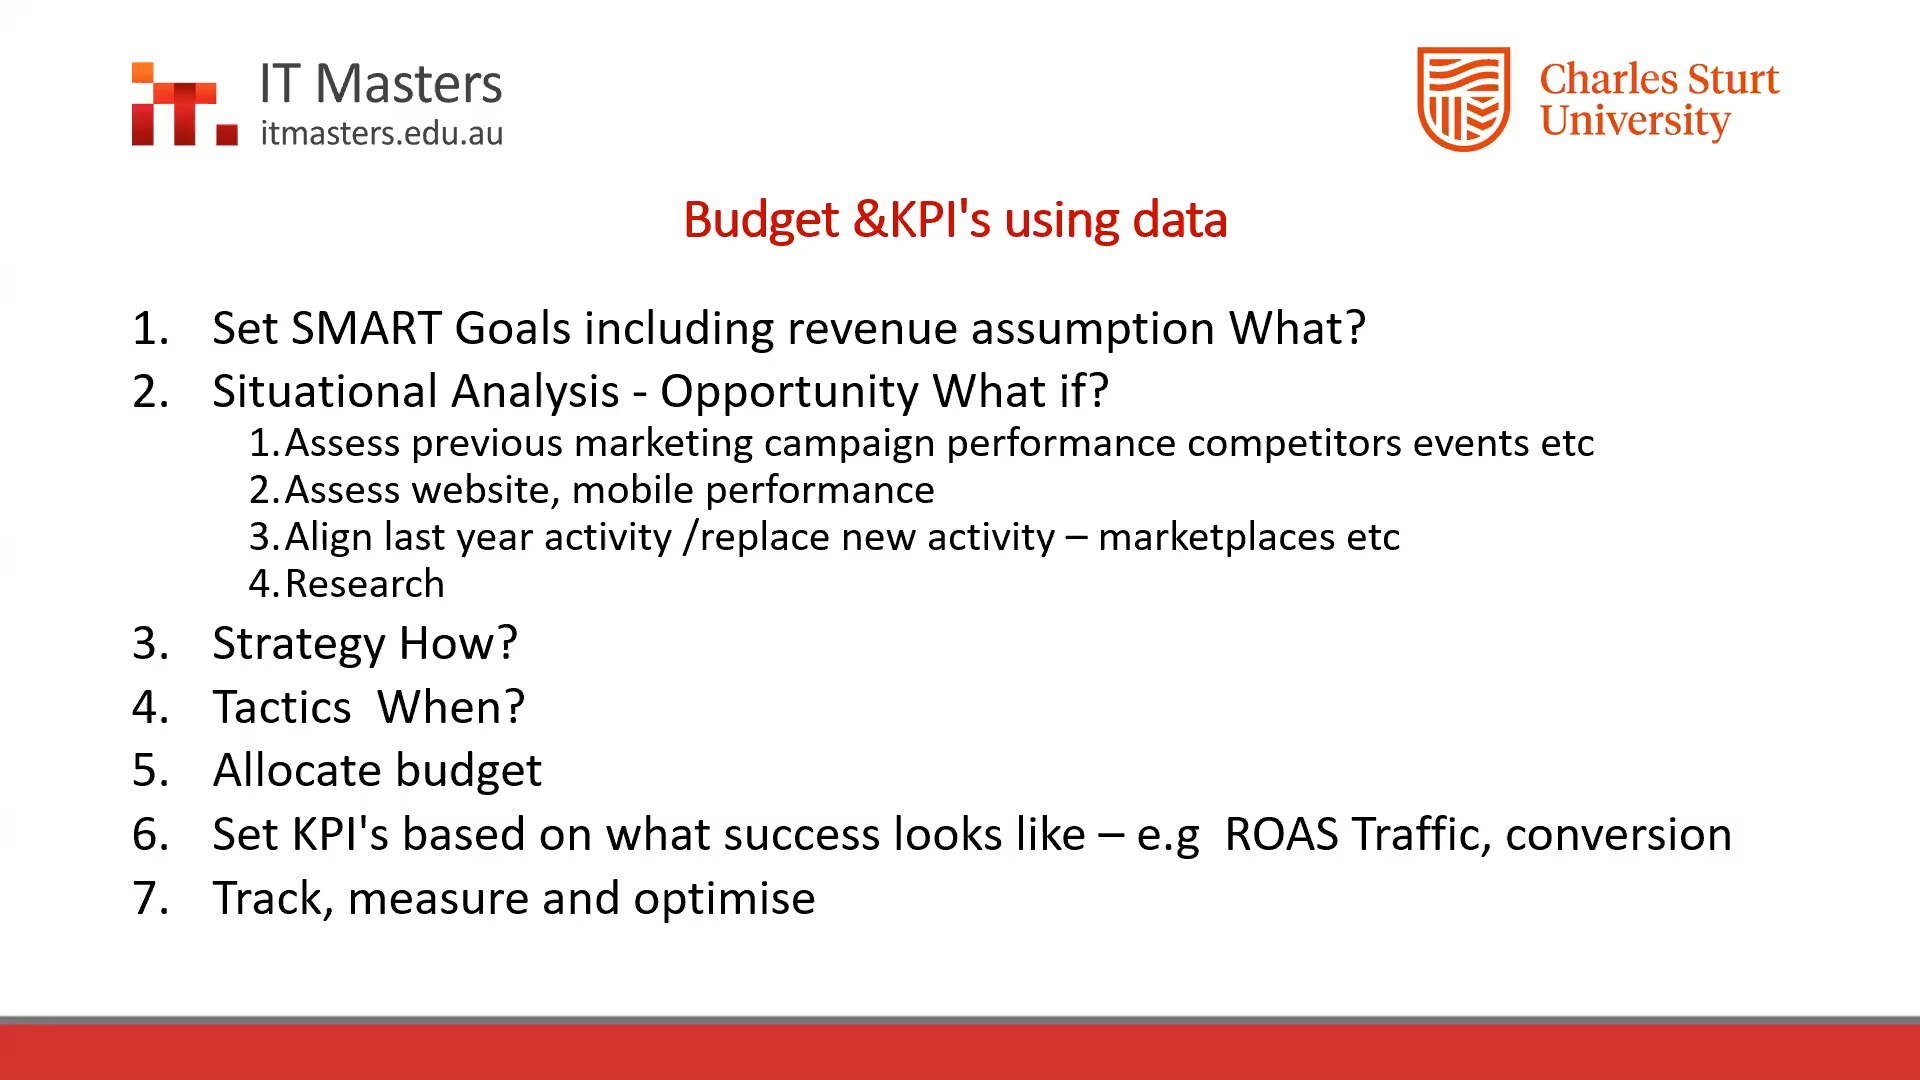 IT Masters
itmasters.edu.au
Charles Sturt
University
Budget &KPI's using data
1. Set SMART Goals including revenue assumption What?
2. Situational Analysis - Opportunity What if?
1.Assess previous marketing campaign performance competitors events etc
2.Assess website, mobile performance
3.Align last year activity /replace new activity – marketplaces etc
4.Research
3. Strategy How?
4. Tactics  When?
5. Allocate budget
6. Set KPI's based on what success looks like – e.g  ROAS Traffic, conversion
7. Track, measure and optimise